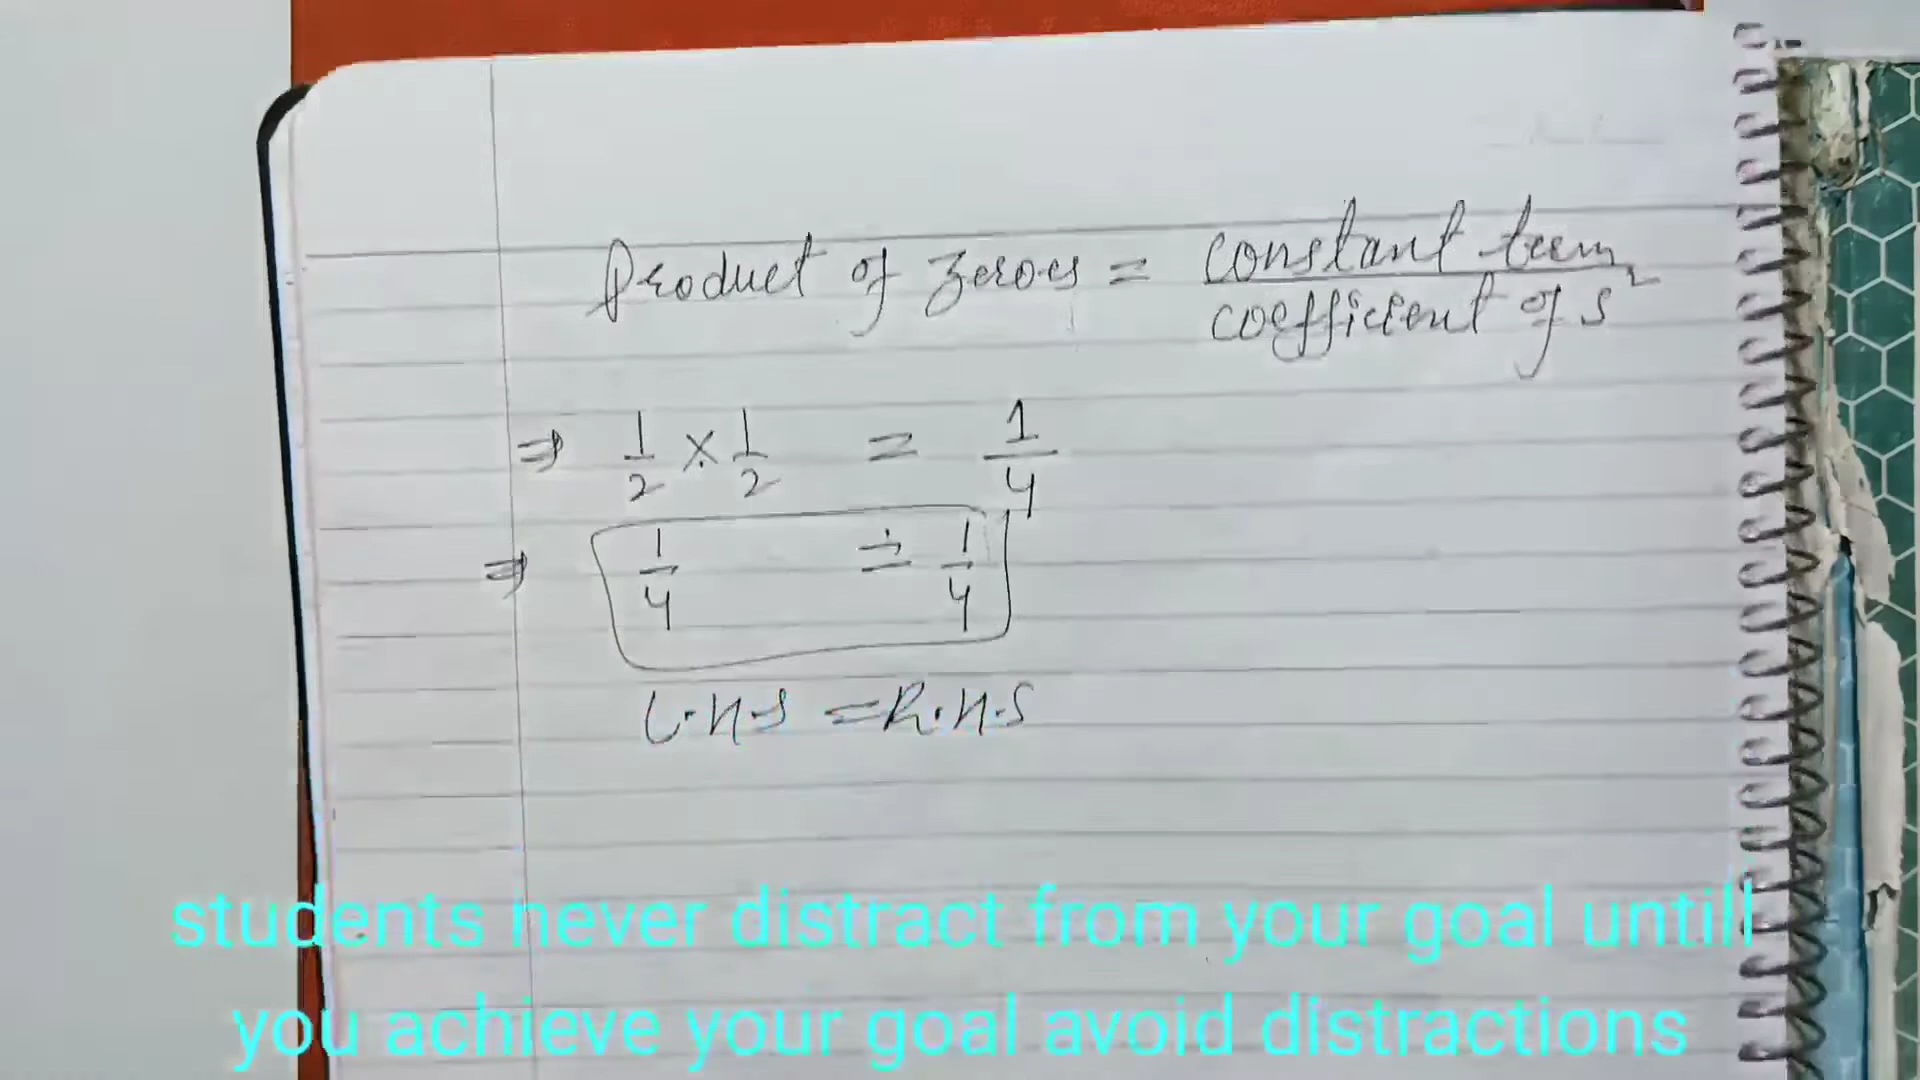 Product of zeroes = constant term / coefficient of s²
⇒ 1/2 × 1/2 = 1/4
⇒ 1/4 = 1/4
L.H.S = R.H.S
students never distract from your goal untill
you achieve your goal avoid distractions